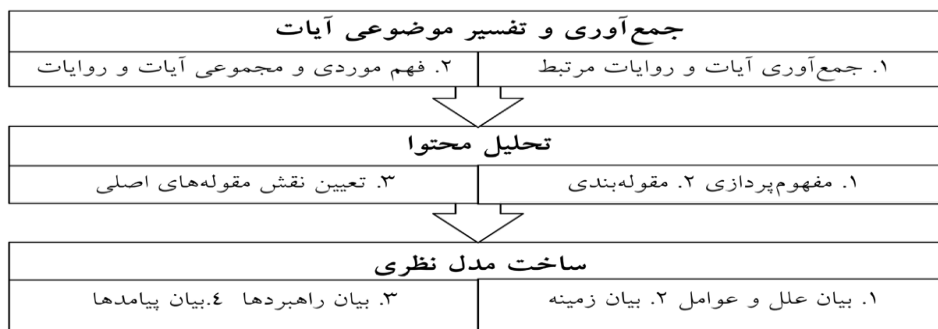 جمع‌آوری و تفسیر موضوعی آیات
۱. جمع‌آوری آیات و روایات مرتبط
۲. فهم موردی و مجموعی آیات و روایات
تحلیل محتوا
۱. مفهوم‌پردازی ۲. مقوله‌بندی
۳. تعیین نقش مقوله‌های اصلی
ساخت مدل نظری
۱. بیان علل و عوامل ۲. بیان زمینه
۳. بیان راهبردها ٤.بیان پیامدها